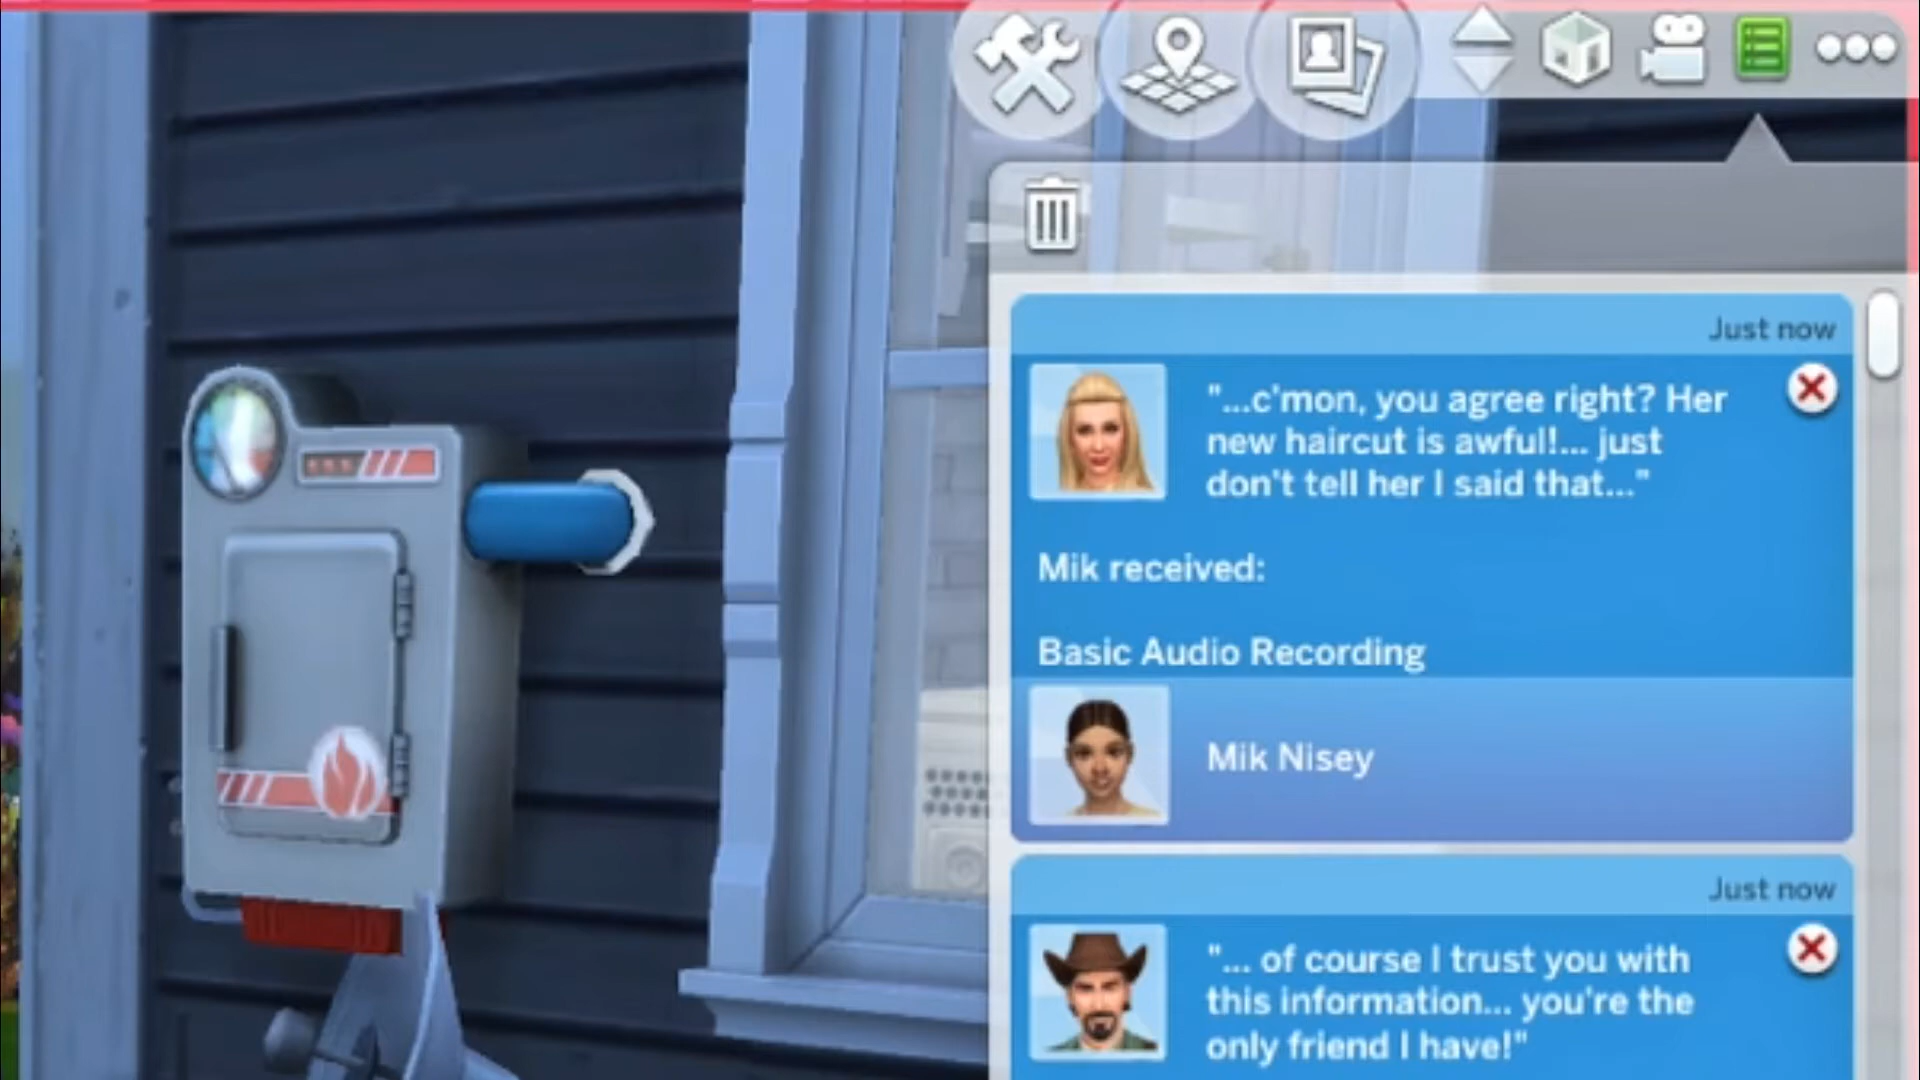 Just now
"...c'mon, you agree right? Her
new haircut is awful!... just
don't tell her I said that..."
Mik received:
Basic Audio Recording
Mik Nisey
Just now
"... of course I trust you with
this information... you're the
only friend I have!"